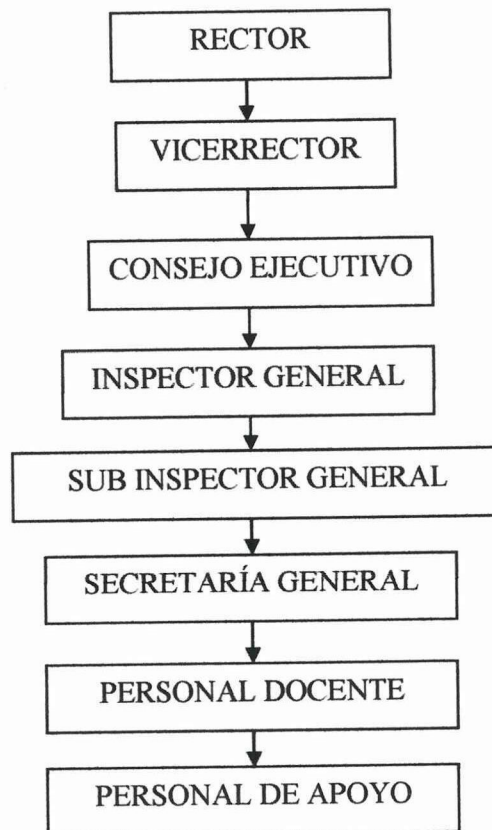 RECTOR
VICERRECTOR
CONSEJO EJECUTIVO
INSPECTOR GENERAL
SUB INSPECTOR GENERAL
SECRETARÍA GENERAL
PERSONAL DOCENTE
PERSONAL DE APOYO